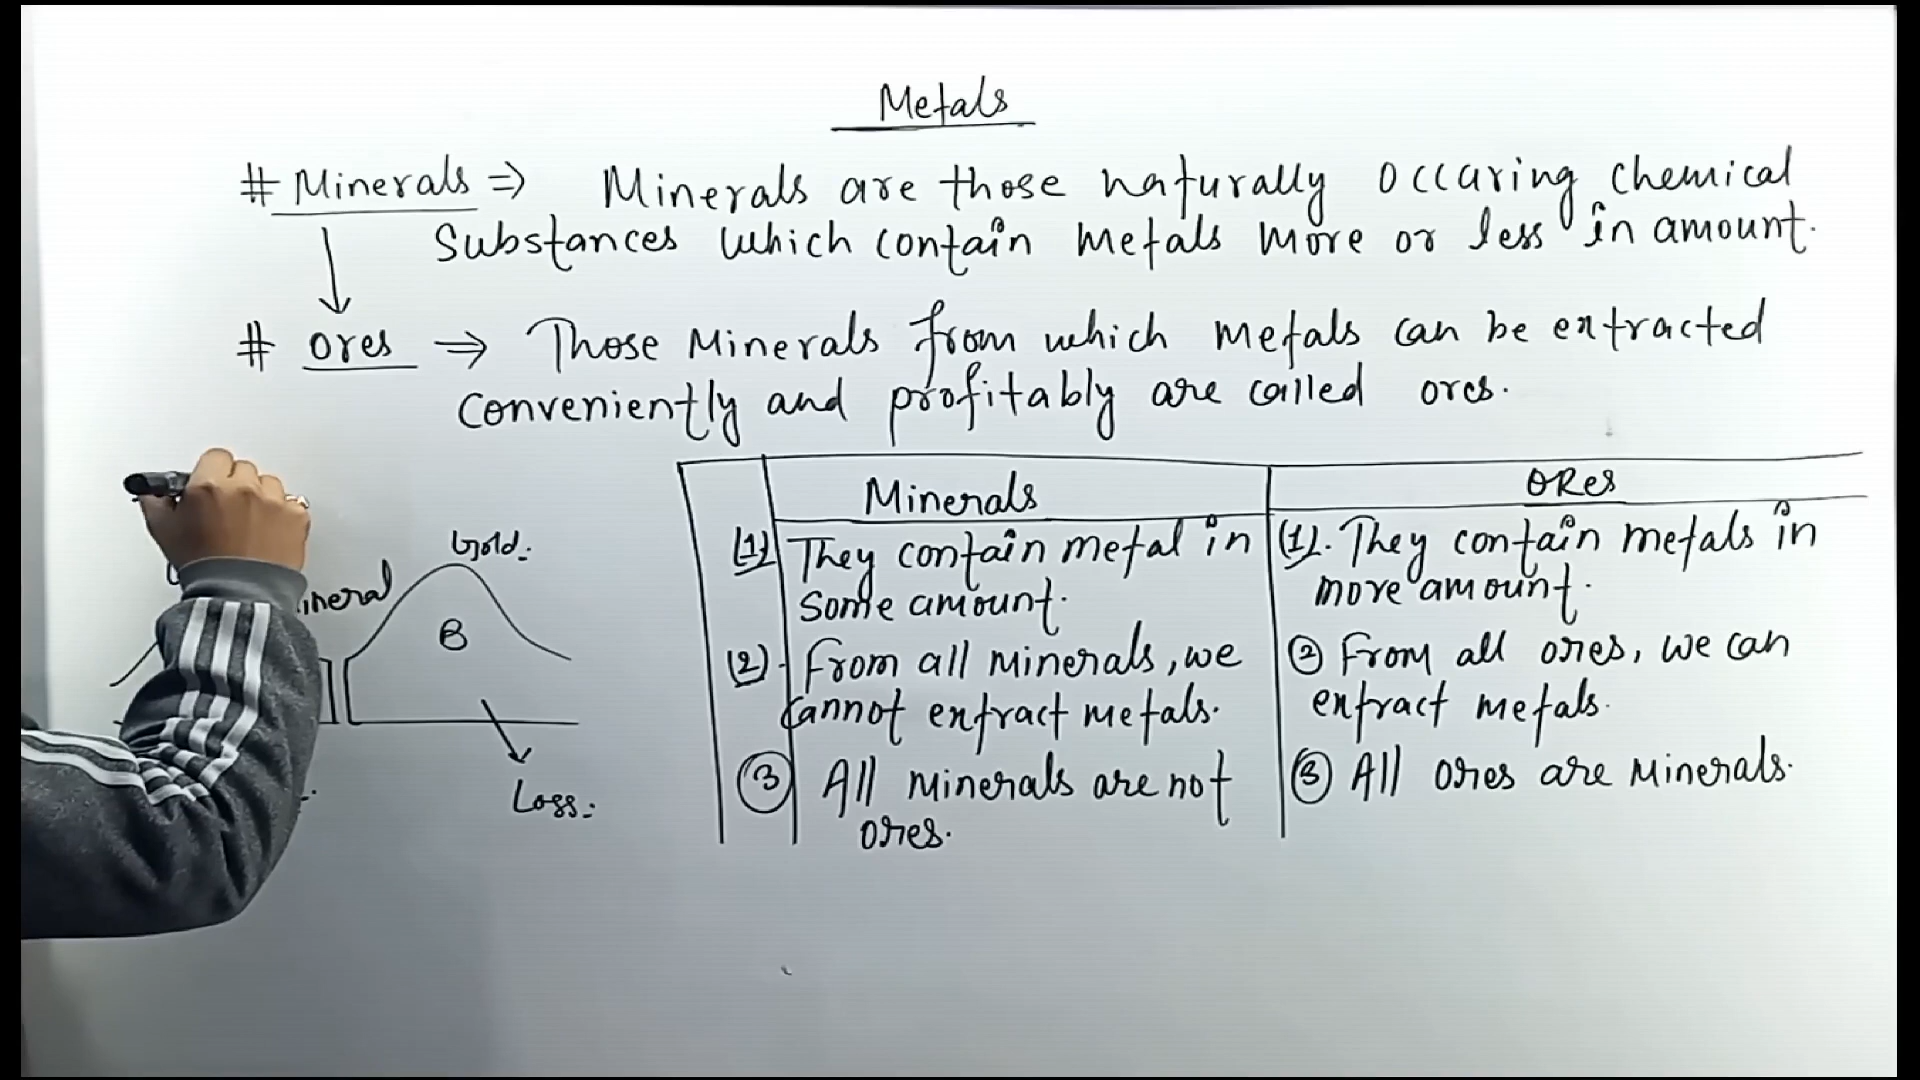 Metals
# Minerals => Minerals are those naturally occuring chemical
Substances which contain metals more or less in amount.
# ores → Those Minerals from which metals can be extracted
conveniently and profitably are called ores.
Gold.
B
Loss.
Minerals
ORes
(1) They contain metal in
some amount.
(2). From all minerals, we
cannot extract metals.
(3) All minerals are not
ores.
(1). They contain metals in
more amount.
(2) From all ores, we can
extract metals.
(3) All ores are Minerals.